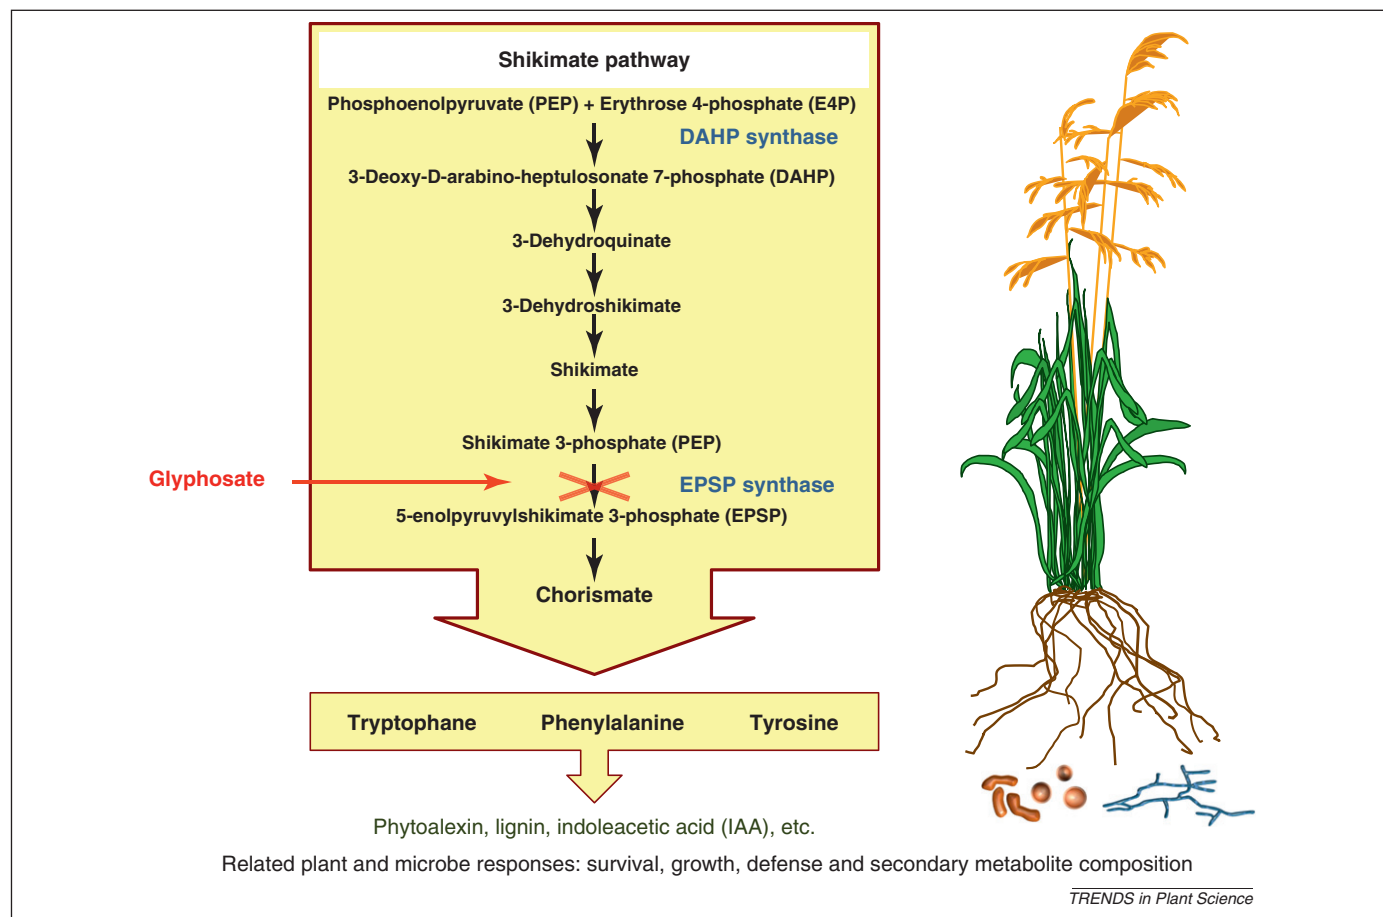 Shikimate pathway
Phosphoenolpyruvate (PEP) + Erythrose 4-phosphate (E4P)
DAHP synthase
3-Deoxy-D-arabino-heptulosonate 7-phosphate (DAHP)
3-Dehydroquinate
3-Dehydroshikimate
Shikimate
Shikimate 3-phosphate (PEP)
Glyphosate
EPSP synthase
5-enolpyruvylshikimate 3-phosphate (EPSP)
Chorismate
Tryptophane Phenylalanine Tyrosine
Phytoalexin, lignin, indoleacetic acid (IAA), etc.
Related plant and microbe responses: survival, growth, defense and secondary metabolite composition
TRENDS in Plant Science